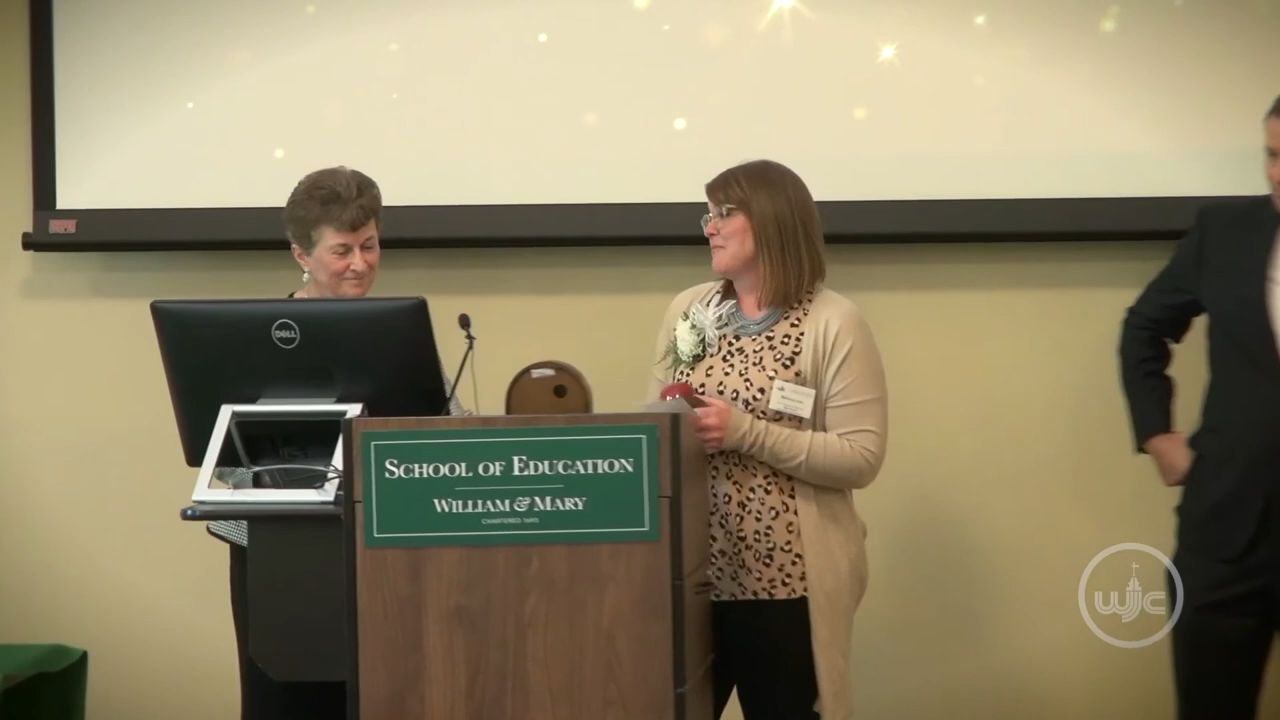 DELL
SCHOOL OF EDUCATION
WILLIAM & MARY
CHARTERED 1693
WJC